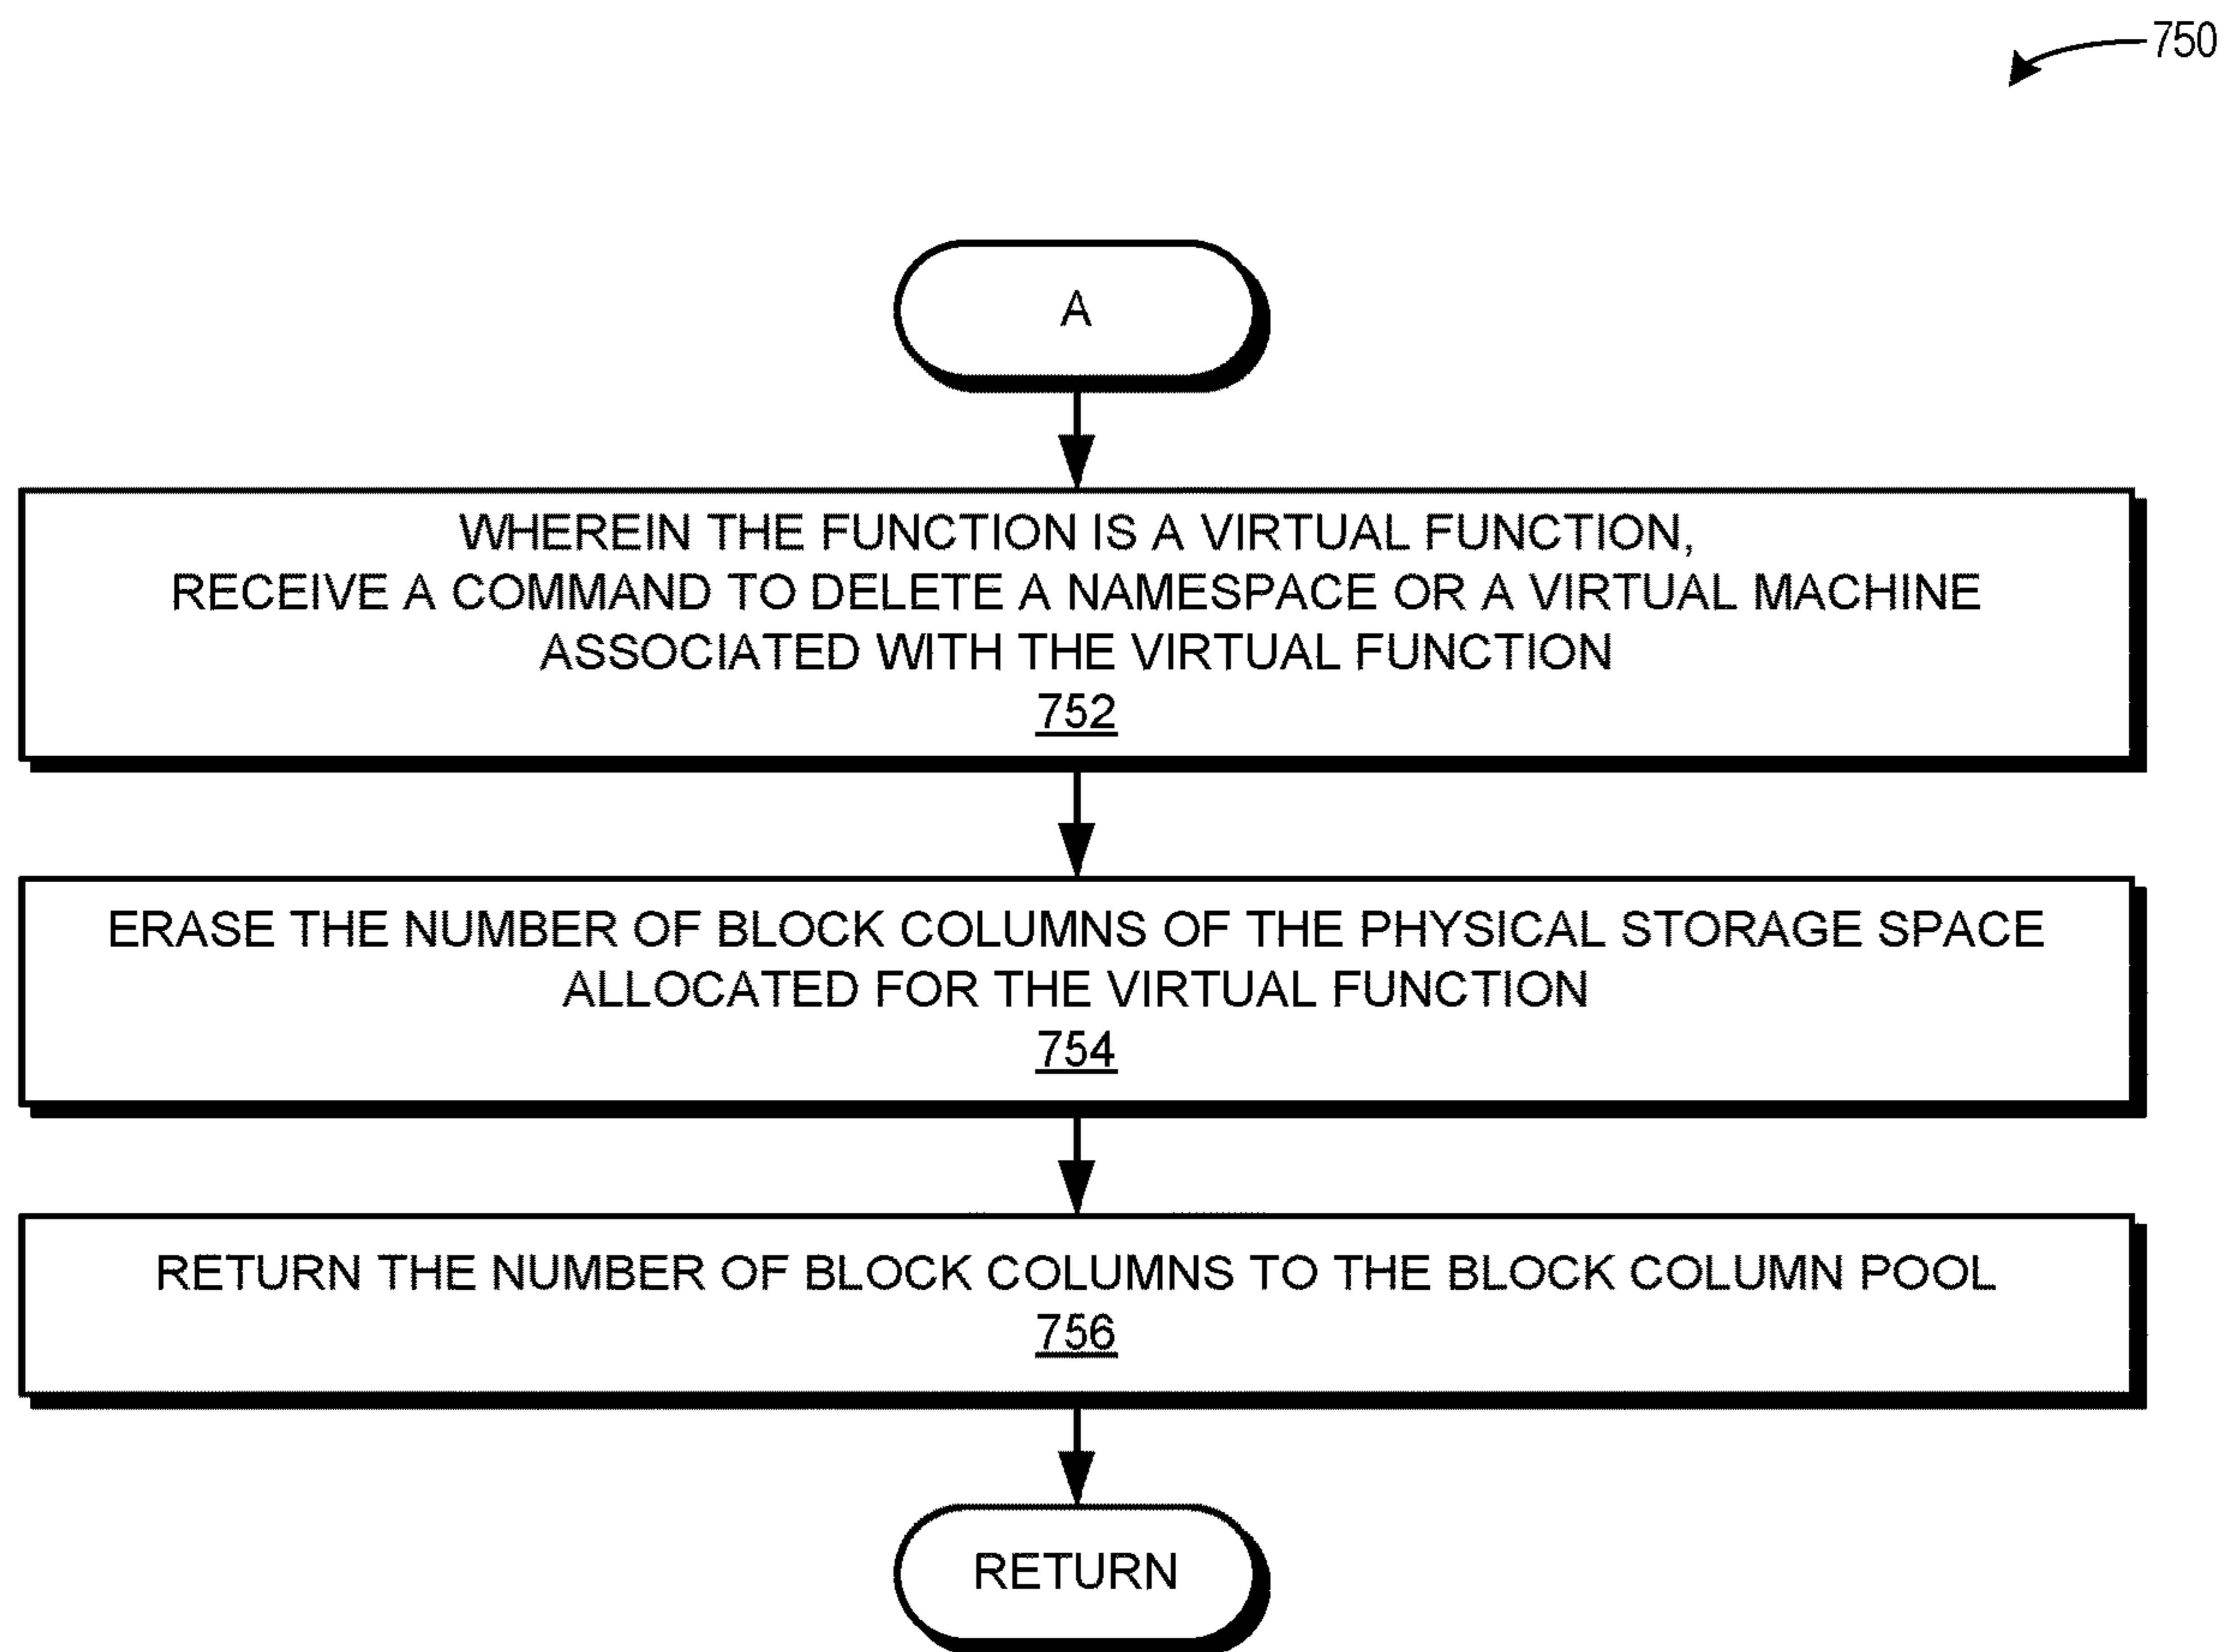 750
A
WHEREIN THE FUNCTION IS A VIRTUAL FUNCTION,
RECEIVE A COMMAND TO DELETE A NAMESPACE OR A VIRTUAL MACHINE
ASSOCIATED WITH THE VIRTUAL FUNCTION
752
ERASE THE NUMBER OF BLOCK COLUMNS OF THE PHYSICAL STORAGE SPACE
ALLOCATED FOR THE VIRTUAL FUNCTION
754
RETURN THE NUMBER OF BLOCK COLUMNS TO THE BLOCK COLUMN POOL
756
RETURN